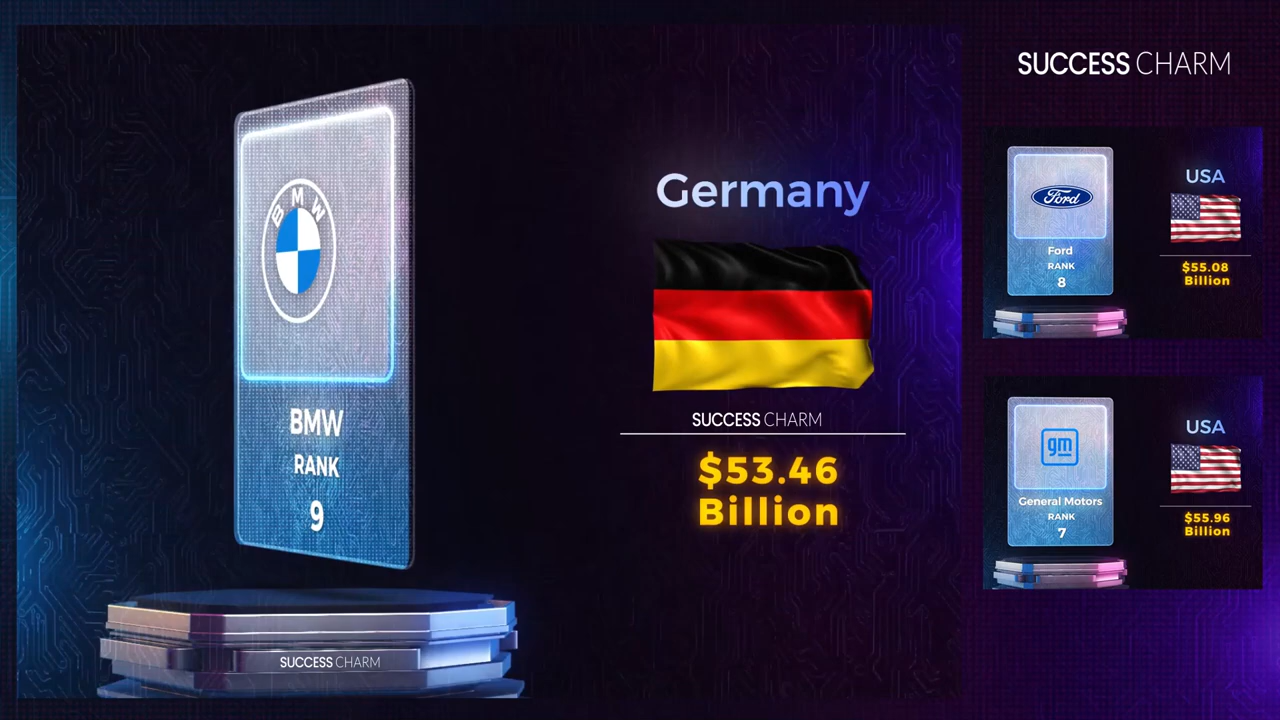 BMW
BMW
RANK
9
SUCCESS CHARM
Germany
SUCCESS CHARM
$53.46
Billion
SUCCESS CHARM
Ford
Ford
RANK
8
USA
$55.08
Billion
gm
General Motors
RANK
7
USA
$55.96
Billion